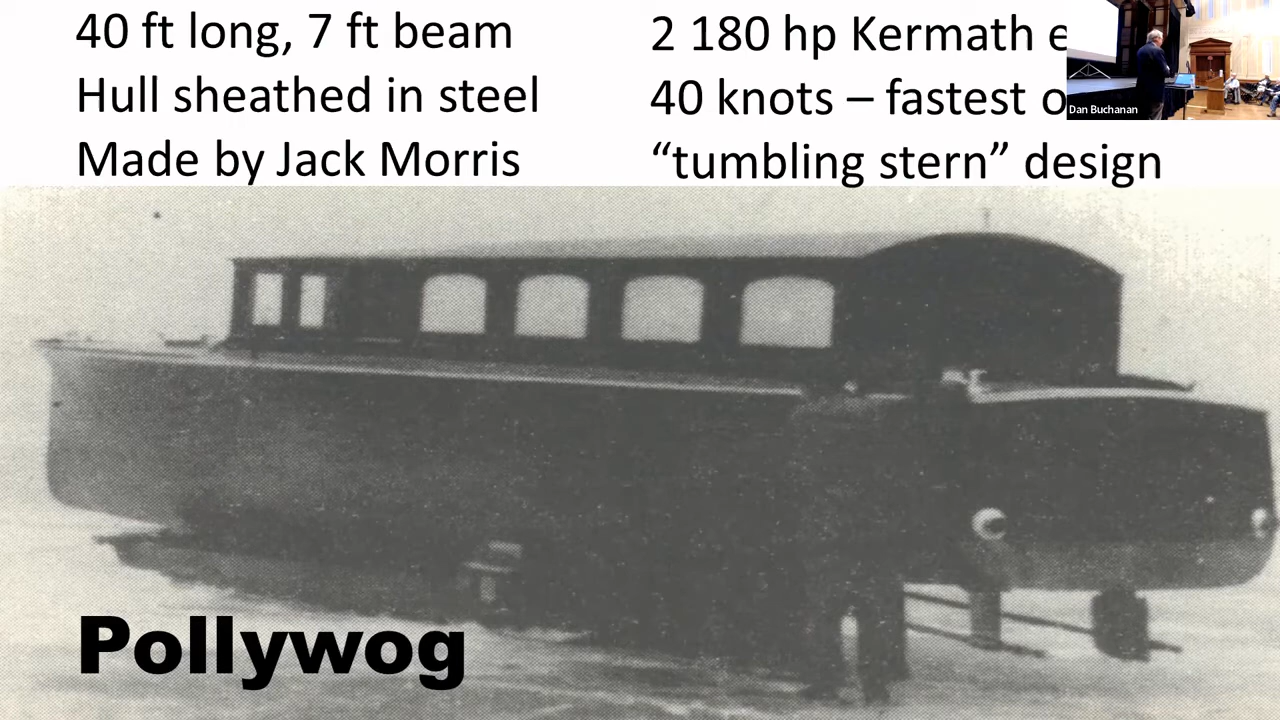 40 ft long, 7 ft beam
Hull sheathed in steel
Made by Jack Morris
2 180 hp Kermath
40 knots – fastest
“tumbling stern” design
Dan Buchanan
Pollywog